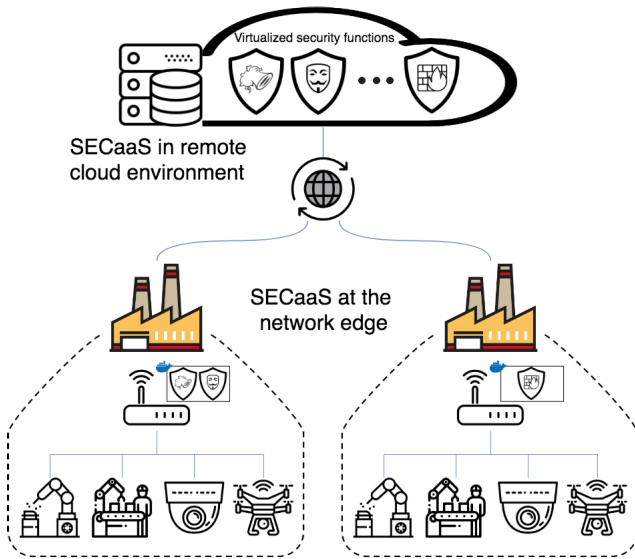 Virtualized security functions
SECaaS in remote
cloud environment
SECaaS at the
network edge